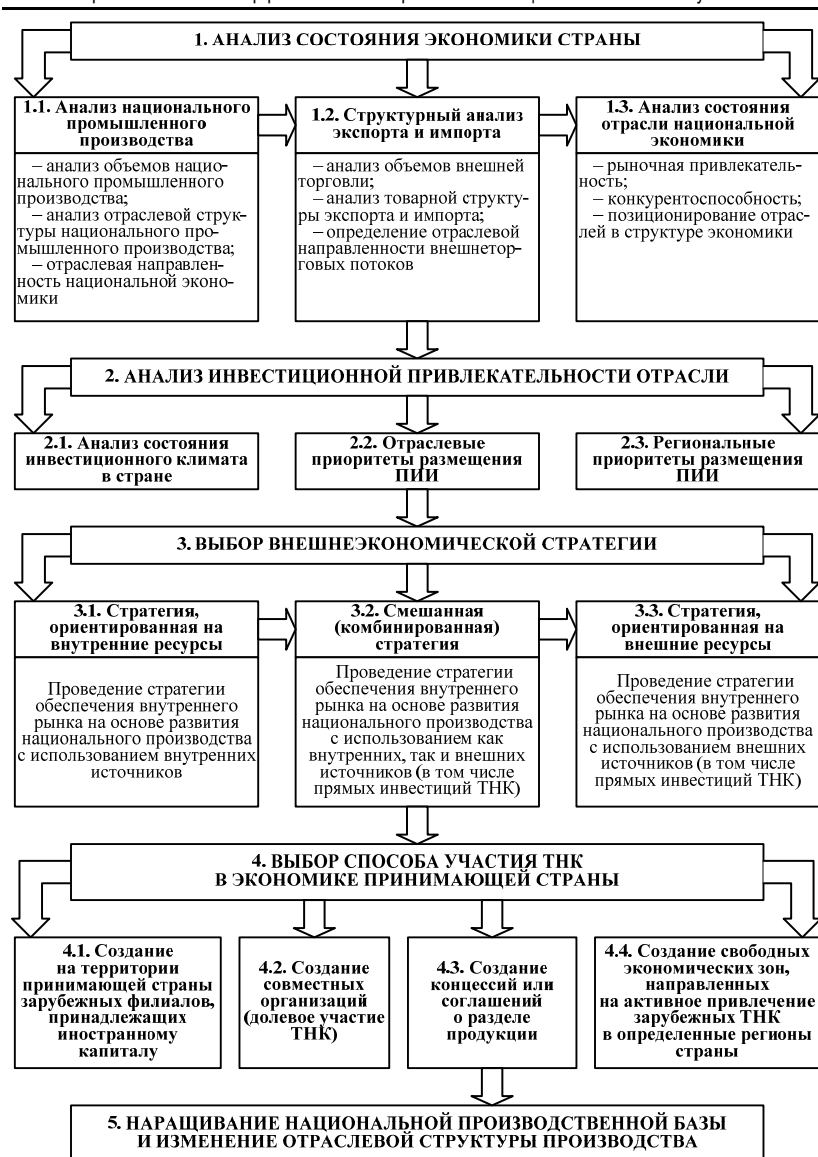 1. АНАЛИЗ СОСТОЯНИЯ ЭКОНОМИКИ СТРАНЫ
1.1. Анализ национального
промышленного
производства
– анализ объемов нацио-
нального промышленного
производства;
– анализ отраслевой струк-
туры национального про-
мышленного производства;
– отраслевая направлен-
ность национальной эконо-
мики
1.2. Структурный анализ
экспорта и импорта
– анализ объемов внешней
торговли;
– анализ товарной структу-
ры экспорта и импорта;
– определение отраслевой
направленности внешнетор-
говых потоков
1.3. Анализ состояния
отрасли национальной
экономики
– рыночная привлекатель-
ность;
– конкурентоспособность;
– позиционирование отрас-
лей в структуре экономики
2. АНАЛИЗ ИНВЕСТИЦИОННОЙ ПРИВЛЕКАТЕЛЬНОСТИ ОТРАСЛИ
2.1. Анализ состояния
инвестиционного климата
в стране
2.2. Отраслевые
приоритеты размещения
ПИИ
2.3. Региональные
приоритеты размещения
ПИИ
3. ВЫБОР ВНЕШНЕЭКОНОМИЧЕСКОЙ СТРАТЕГИИ
3.1. Стратегия,
ориентированная на
внутренние ресурсы
Проведение стратегии
обеспечения внутреннего
рынка на основе развития
национального производства
с использованием внутренних
источников
3.2. Смешанная
(комбинированная)
стратегия
Проведение стратегии
обеспечения внутреннего
рынка на основе развития
национального производства
с использованием как
внутренних, так и внешних
источников (в том числе
прямых инвестиций ТНК)
3.3. Стратегия,
ориентированная на
внешние ресурсы
Проведение стратегии
обеспечения внутреннего
рынка на основе развития
национального производства
с использованием внешних
источников (в том числе
прямых инвестиций ТНК)
4. ВЫБОР СПОСОБА УЧАСТИЯ ТНК
В ЭКОНОМИКЕ ПРИНИМАЮЩЕЙ СТРАНЫ
4.1. Создание
на территории
принимающей страны
зарубежных филиалов,
принадлежащих
иностранному
капиталу
4.2. Создание
совместных
организаций
(долевое участие
ТНК)
4.3. Создание
концессий или
соглашений
о разделе
продукции
4.4. Создание свободных
экономических зон,
направленных
на активное привлечение
зарубежных ТНК
в определенные регионы
страны
5. НАРАЩИВАНИЕ НАЦИОНАЛЬНОЙ ПРОИЗВОДСТВЕННОЙ БАЗЫ
И ИЗМЕНЕНИЕ ОТРАСЛЕВОЙ СТРУКТУРЫ ПРОИЗВОДСТВА